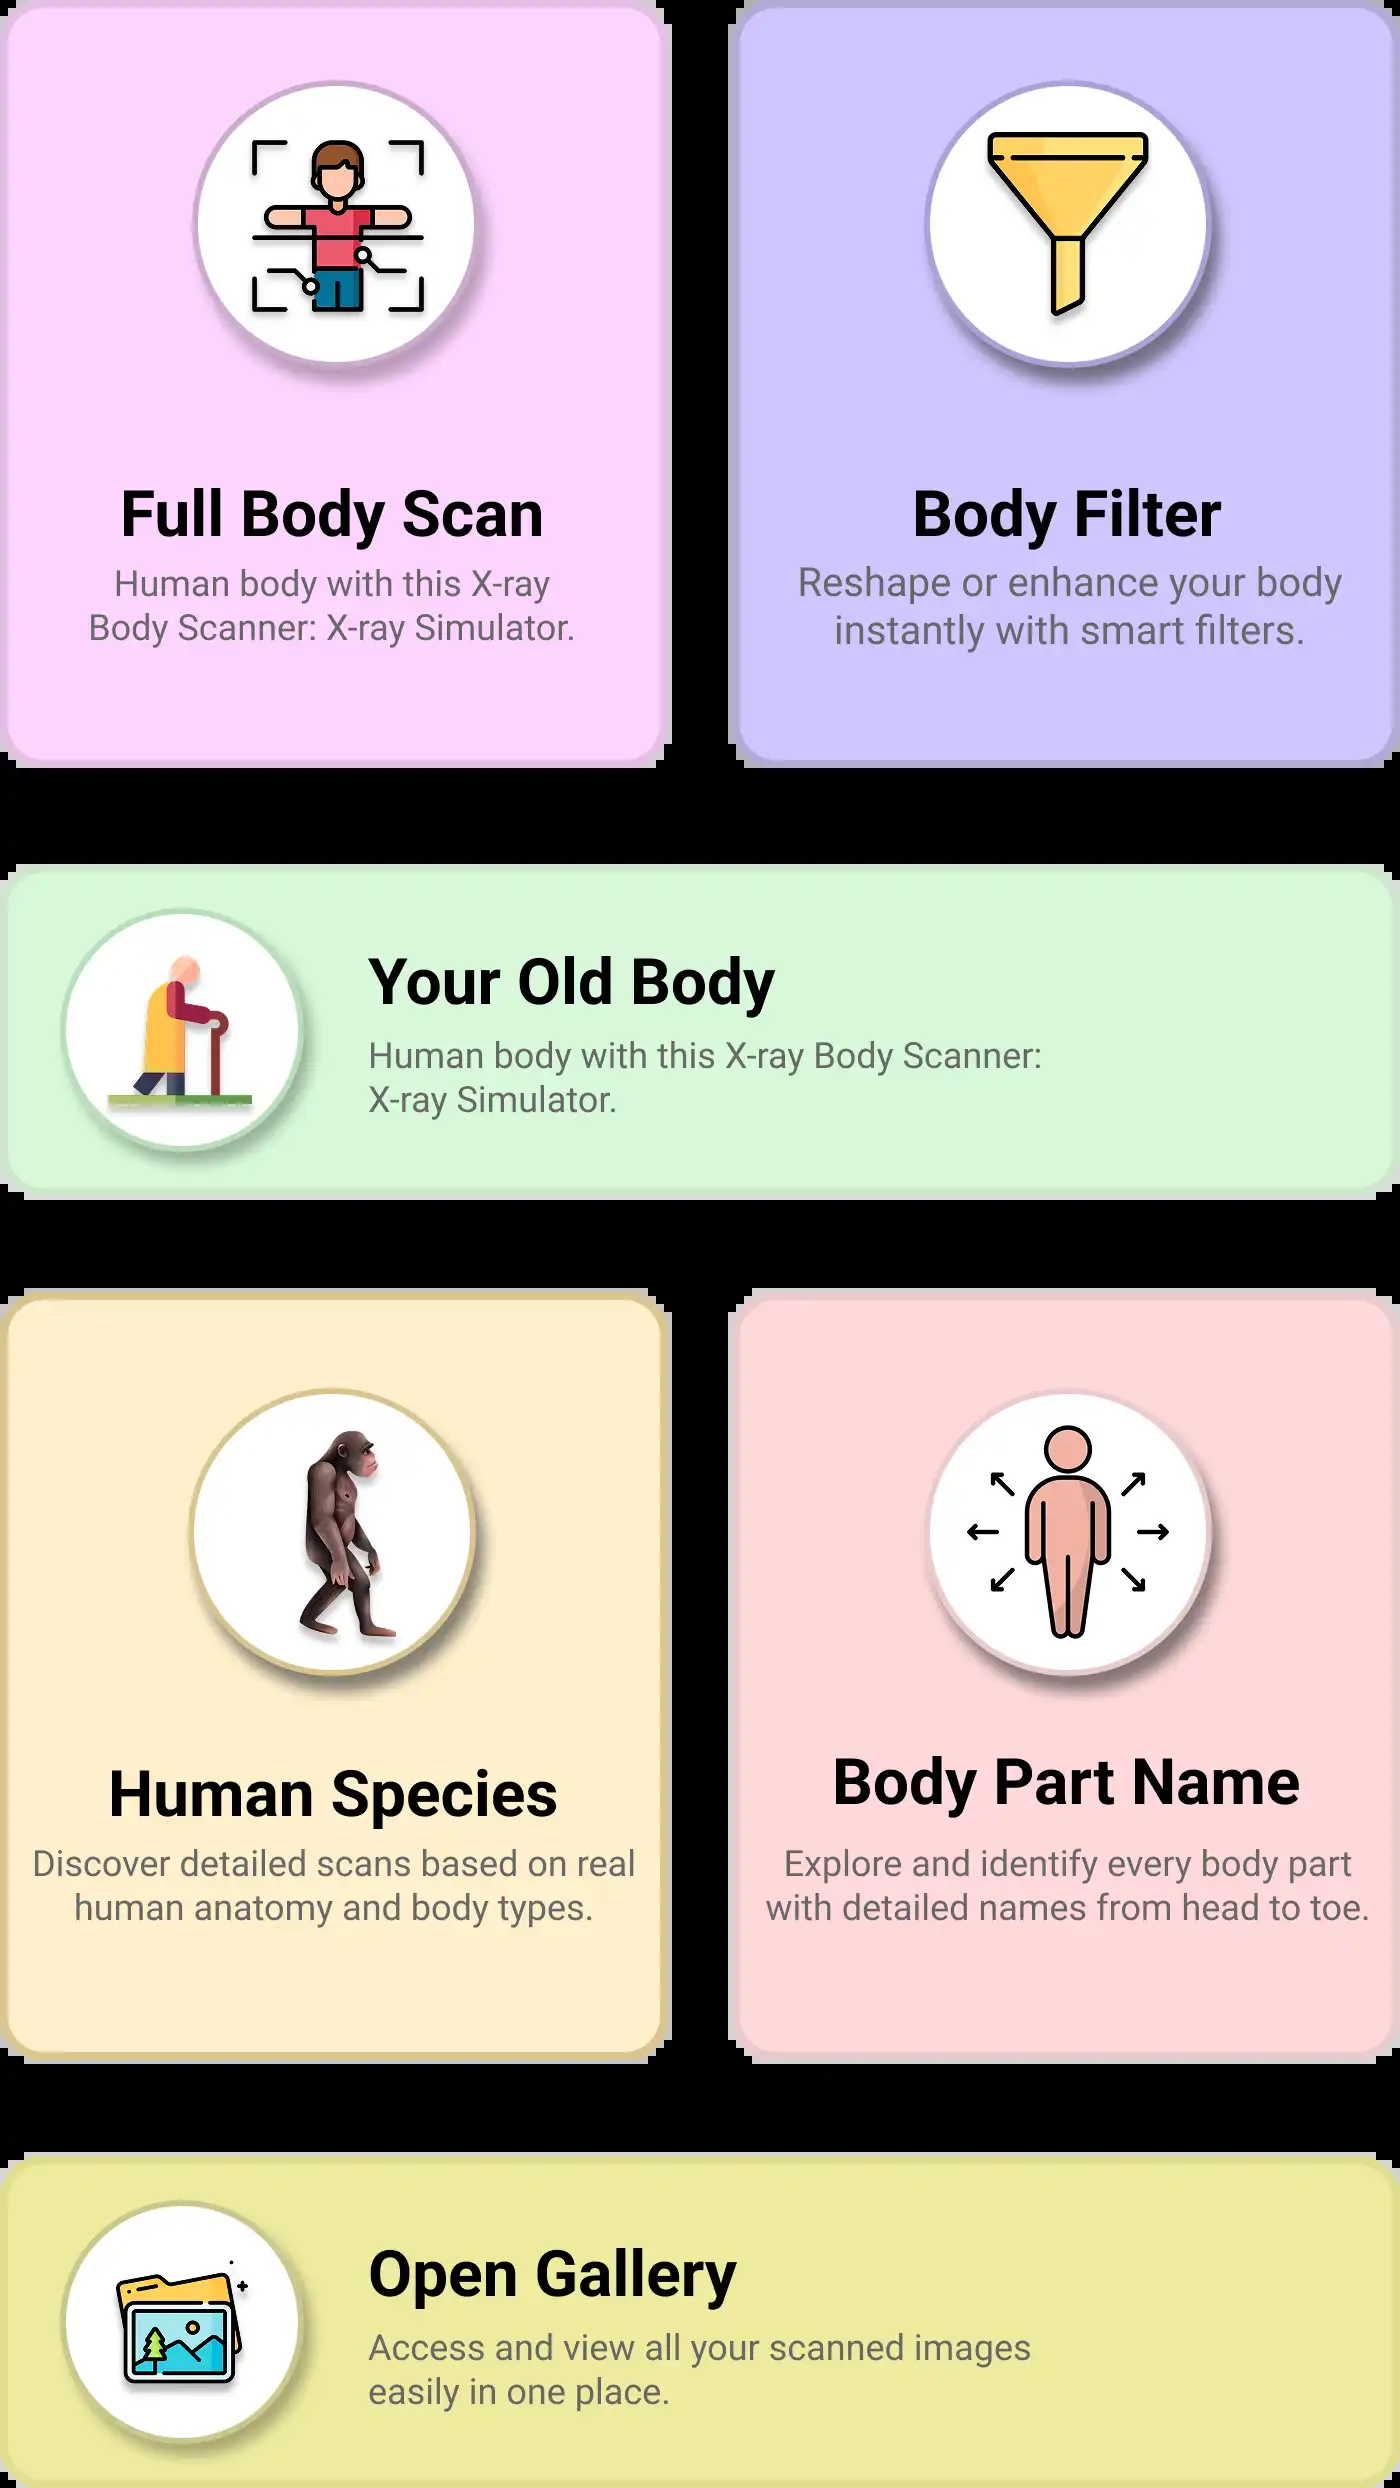 Full Body Scan
Human body with this X-ray
Body Scanner: X-ray Simulator.
Body Filter
Reshape or enhance your body
instantly with smart filters.
Your Old Body
Human body with this X-ray Body Scanner:
X-ray Simulator.
Human Species
Discover detailed scans based on real
human anatomy and body types.
Body Part Name
Explore and identify every body part
with detailed names from head to toe.
Open Gallery
Access and view all your scanned images
easily in one place.